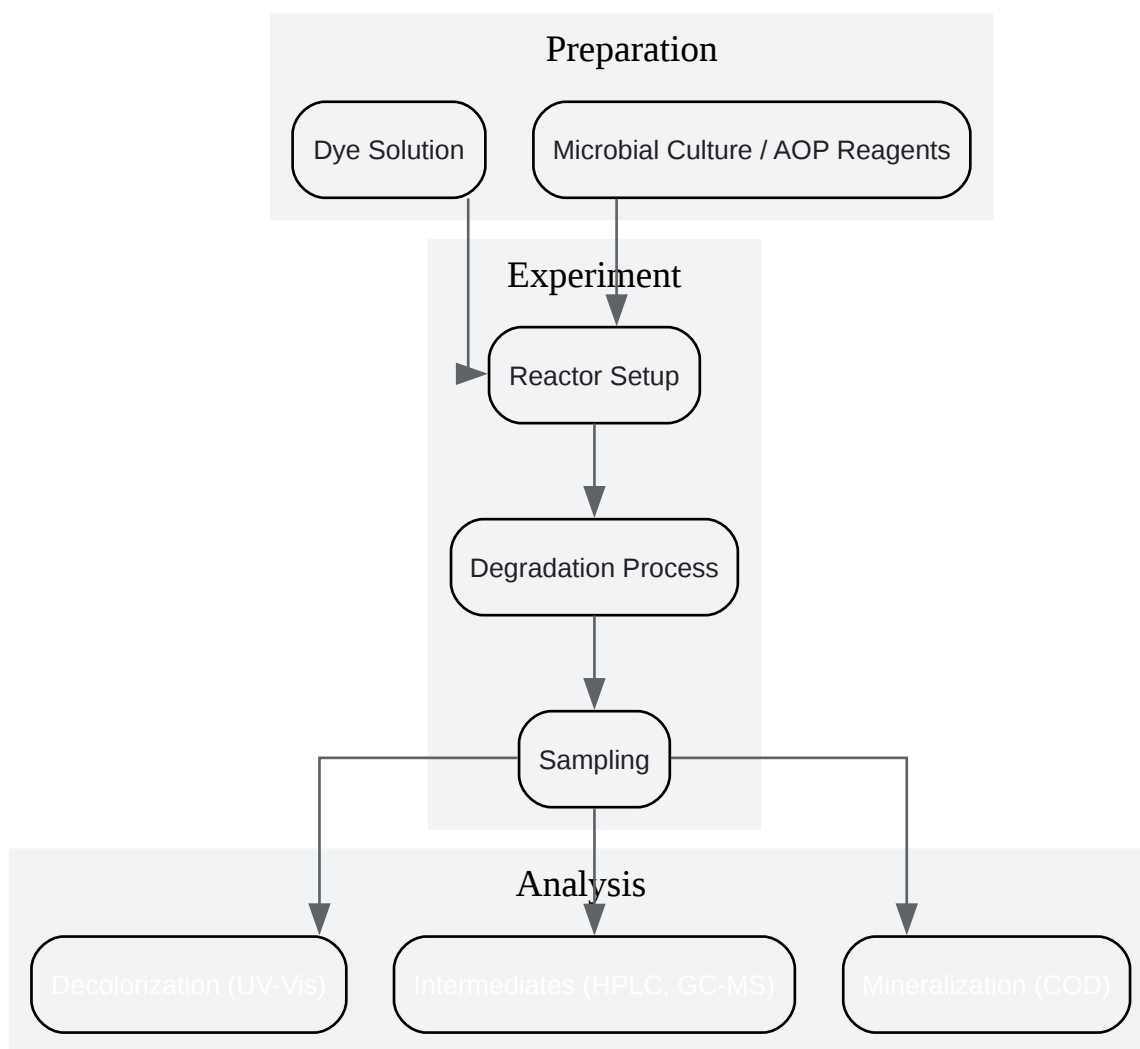 Preparation
Dye Solution
Microbial Culture / AOP Reagents
Experiment
Reactor Setup
Degradation Process
Sampling
Analysis
Decolorization (UV-Vis)
Intermediates (HPLC, GC-MS)
Mineralization (COD)